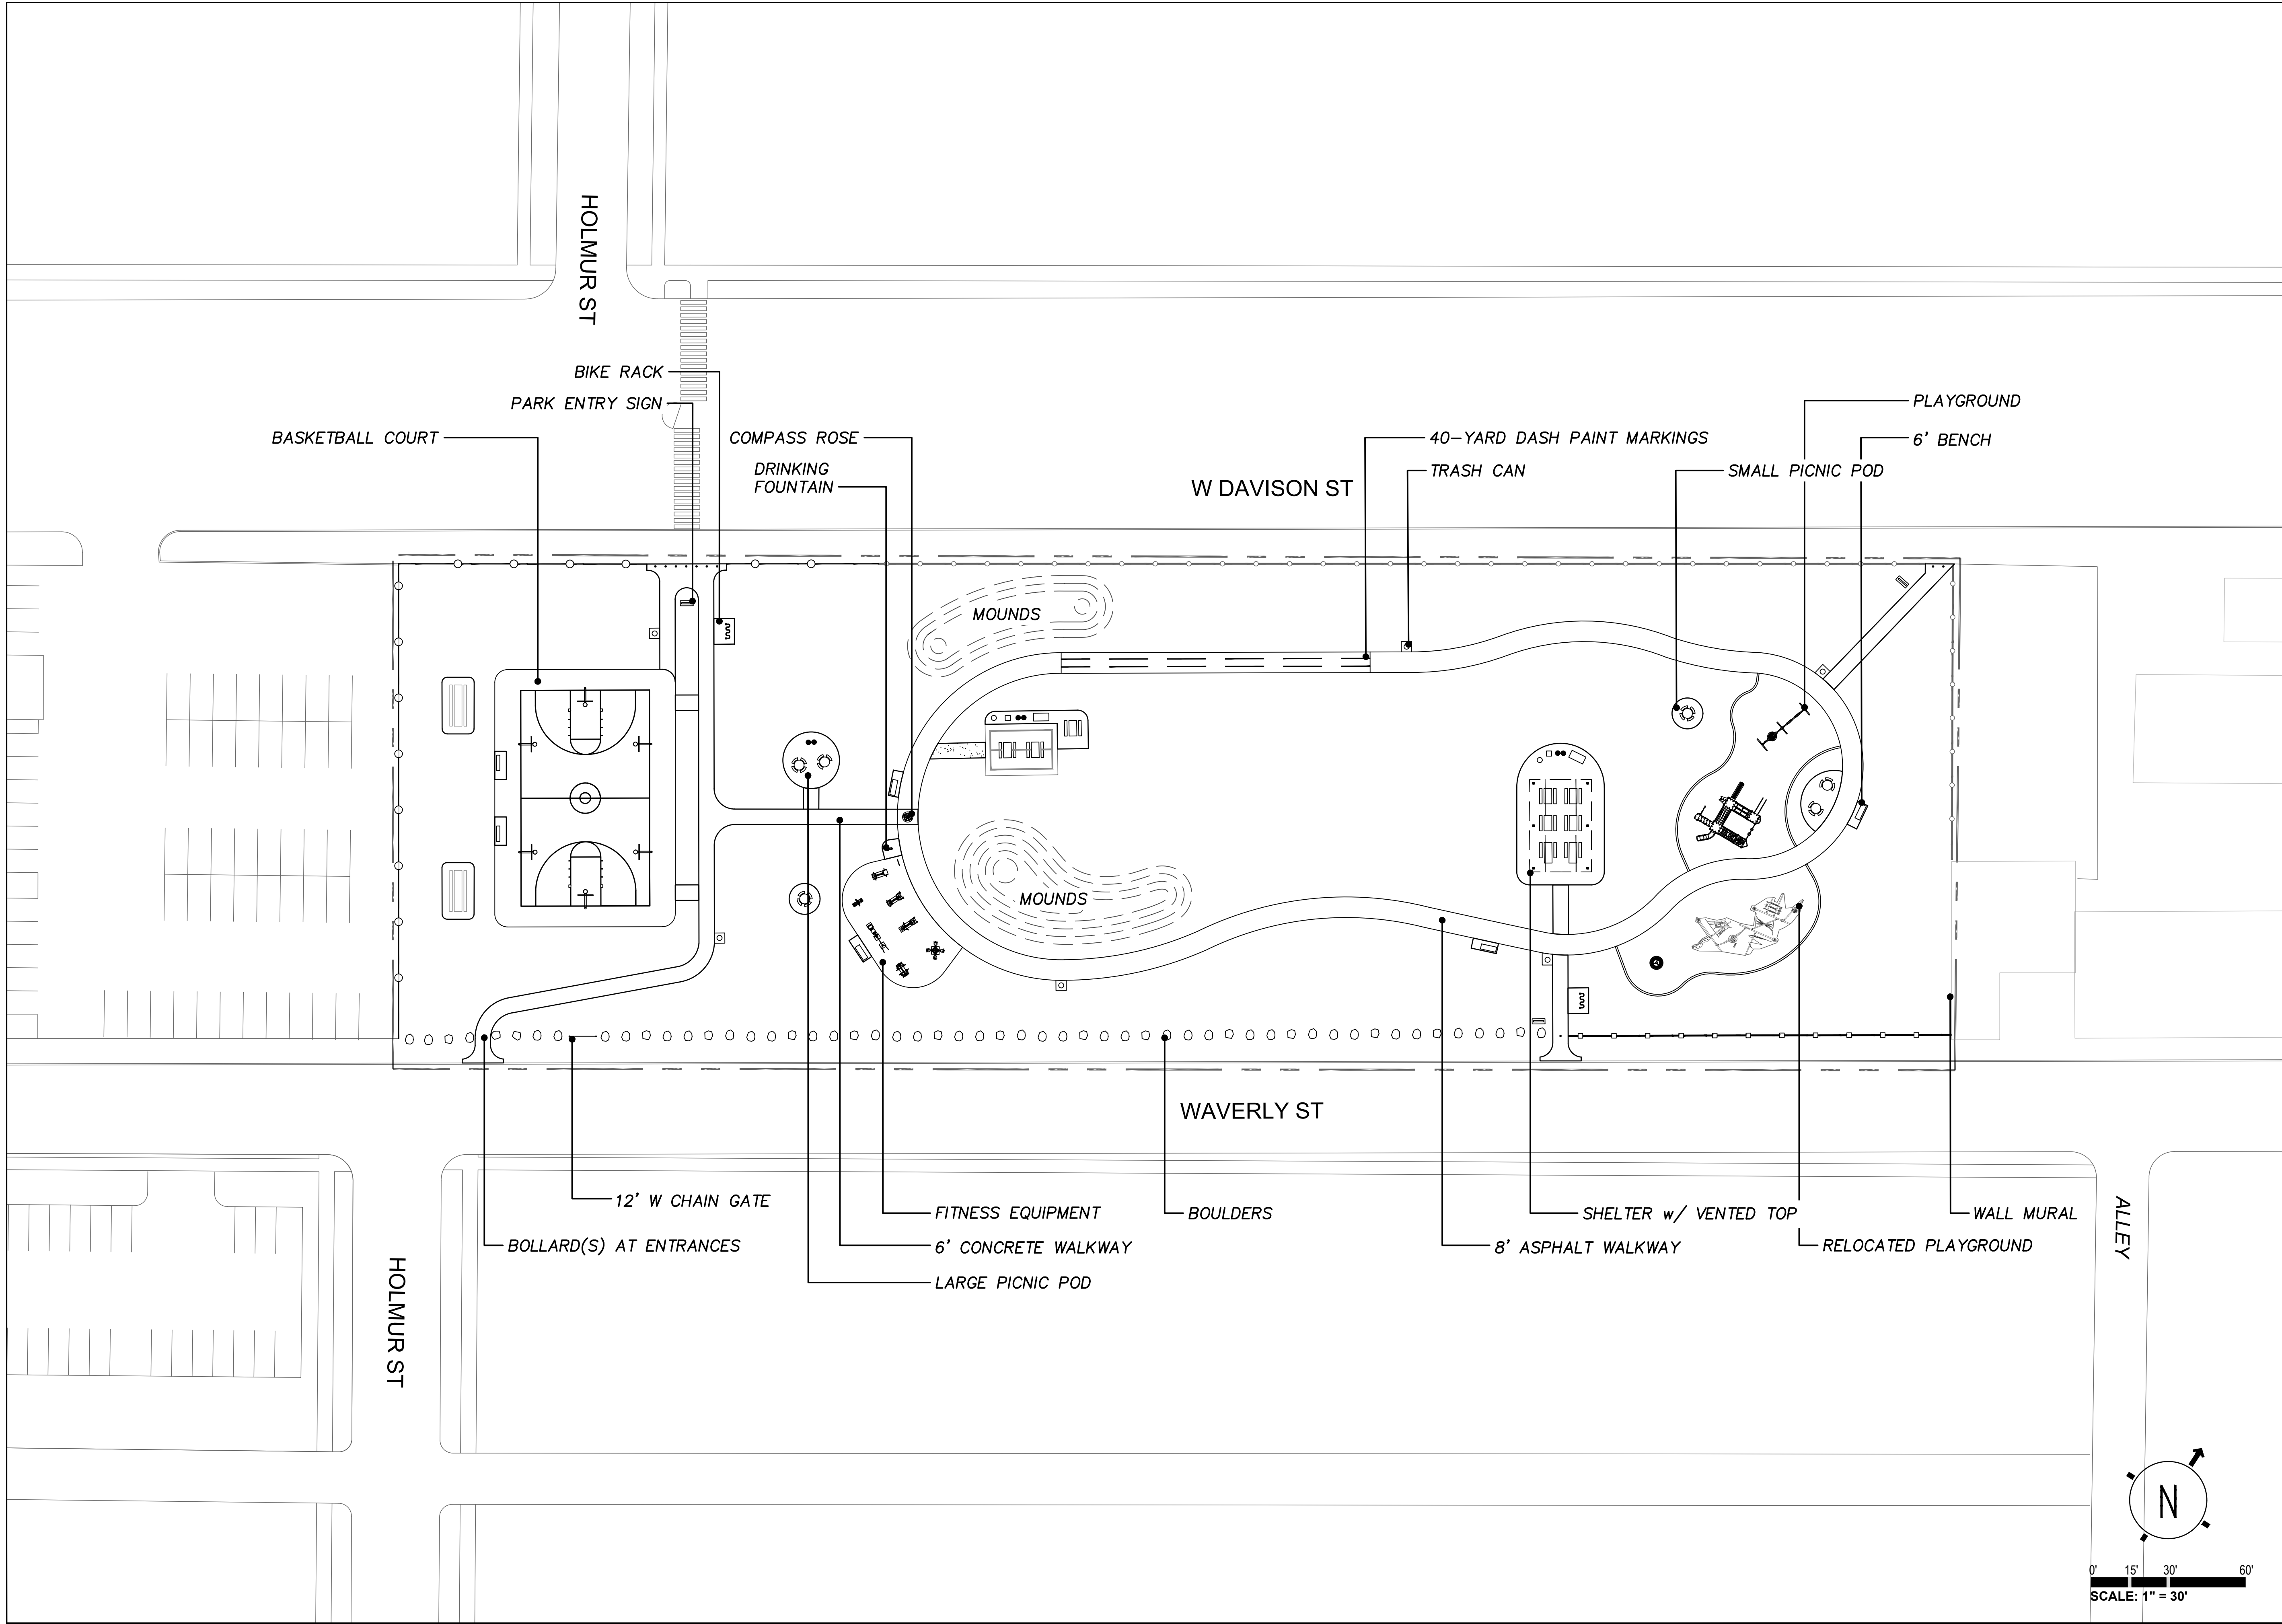 HOLMUR ST
BIKE RACK
PARK ENTRY SIGN
BASKETBALL COURT
COMPASS ROSE
DRINKING
FOUNTAIN
W DAVISON ST
40-YARD DASH PAINT MARKINGS
TRASH CAN
PLAYGROUND
6' BENCH
SMALL PICNIC POD
MOUNDS
MOUNDS
WAVERLY ST
12' W CHAIN GATE
BOLLARD(S) AT ENTRANCES
FITNESS EQUIPMENT
6' CONCRETE WALKWAY
LARGE PICNIC POD
BOULDERS
SHELTER w/ VENTED TOP
8' ASPHALT WALKWAY
RELOCATED PLAYGROUND
WALL MURAL
ALLEY
HOLMUR ST
N
0' 15' 30' 60'
SCALE: 1" = 30'